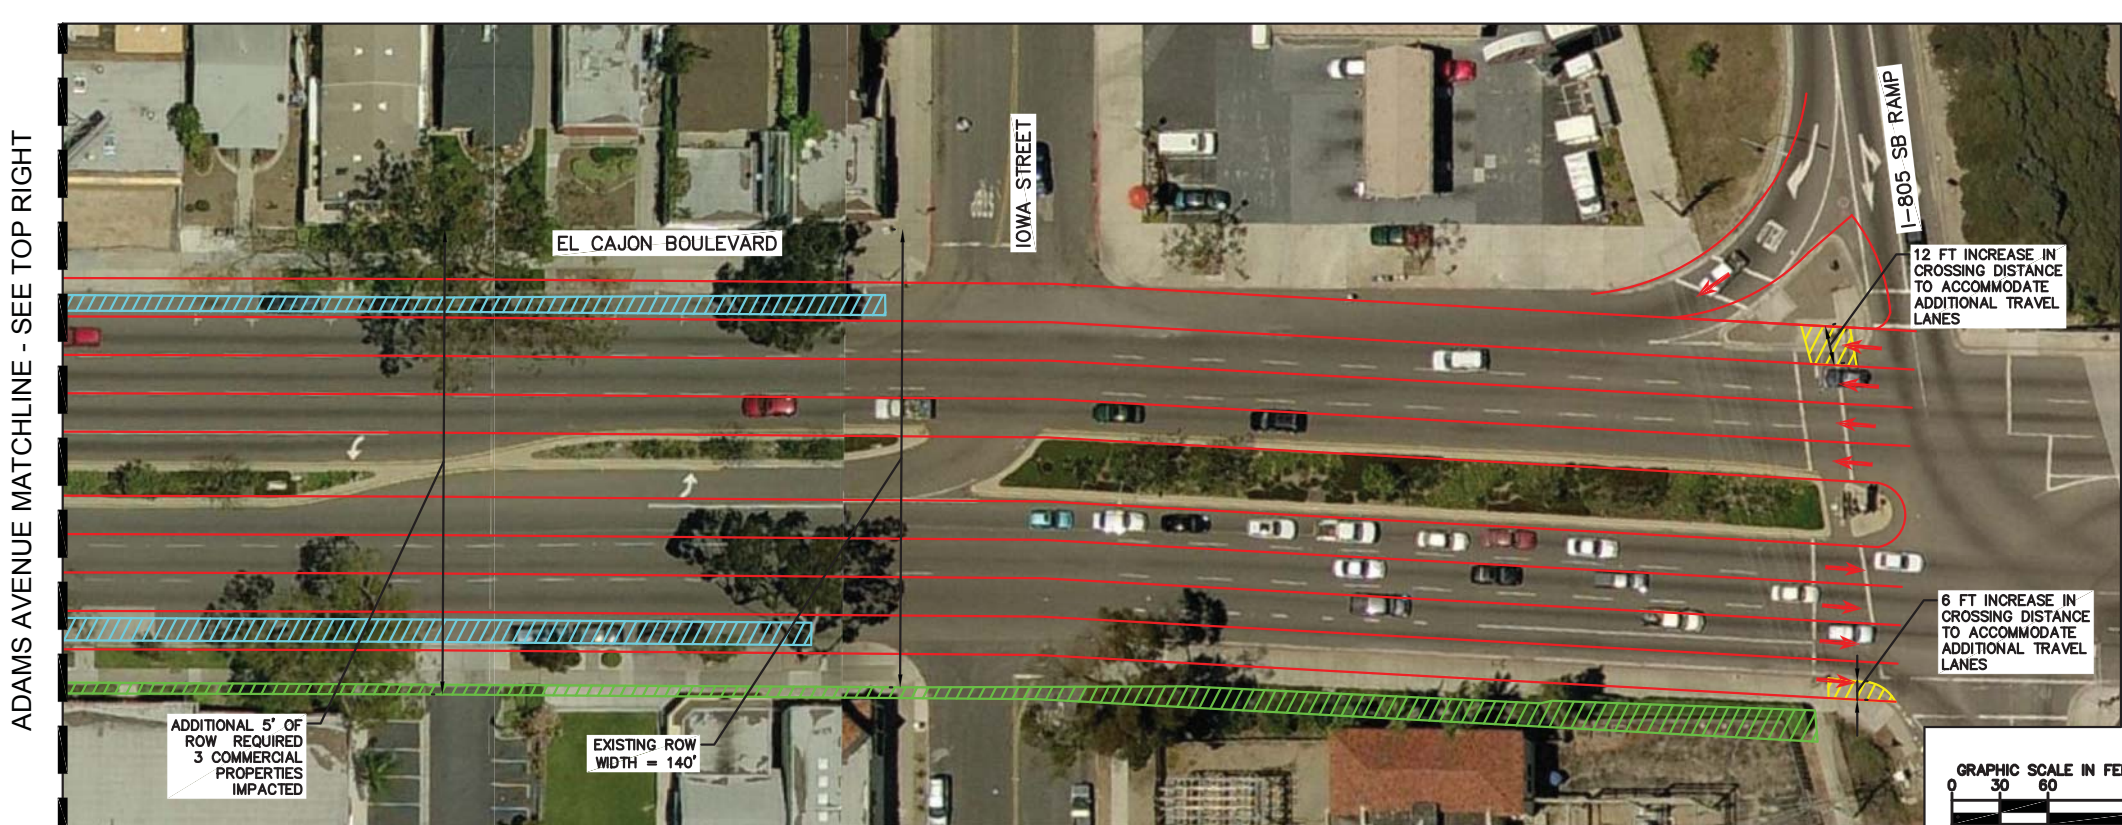 ADAMS AVENUE MATCHLINE - SEE TOP RIGHT
EL CAJON BOULEVARD
IOWA STREET
I-805 SB RAMP
12 FT INCREASE IN
CROSSING DISTANCE
TO ACCOMMODATE
ADDITIONAL TRAVEL
LANES
6 FT INCREASE IN
CROSSING DISTANCE
TO ACCOMMODATE
ADDITIONAL TRAVEL
LANES
ADDITIONAL 5' OF
ROW REQUIRED
3 COMMERCIAL
PROPERTIES
IMPACTED
EXISTING ROW
WIDTH = 140'
GRAPHIC SCALE IN FE
0 30 60